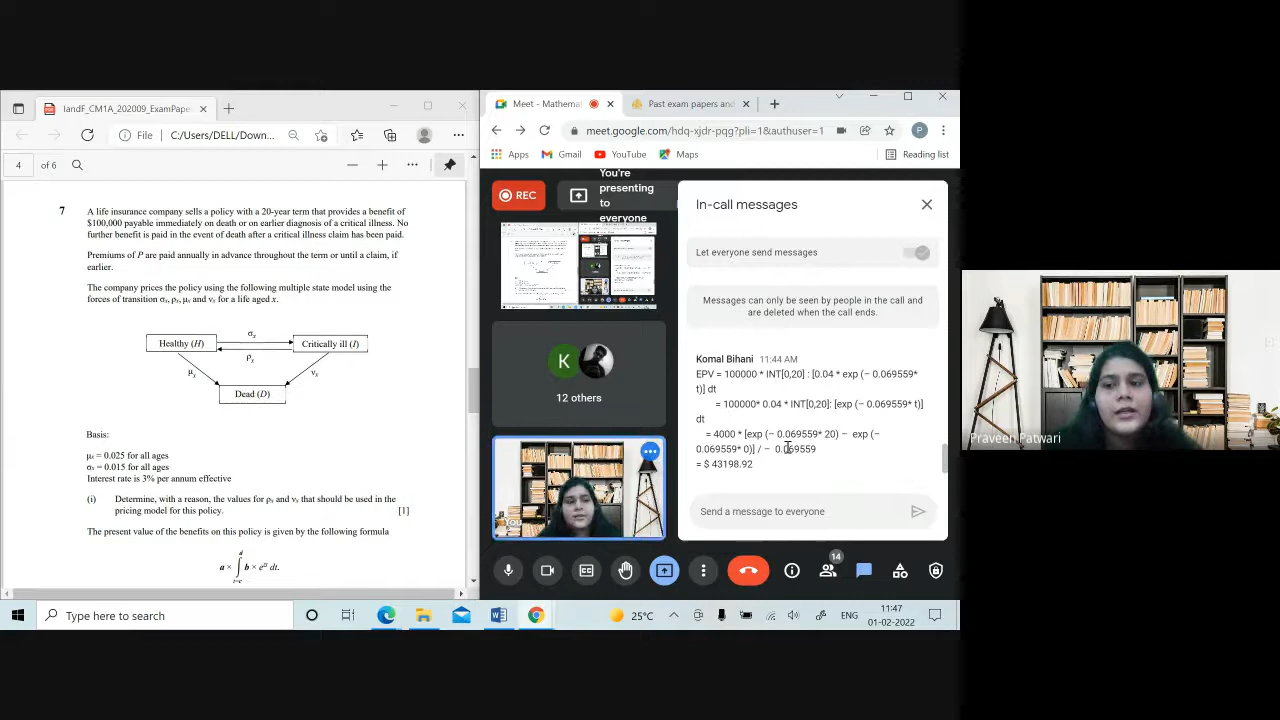 IandF_CM1A_202009_ExamPape
File
C:/Users/DELL/Down...
4
of 6
7
A life insurance company sells a policy with a 20-year term that provides a benefit of
$100,000 payable immediately on death or on earlier diagnosis of a critical illness. No
further benefit is paid in the event of death after a critical illness claim has been paid.
Premiums of P are paid annually in advance throughout the term or until a claim, if
earlier.
The company prices the policy using the following multiple state model using the
forces of transition σx, ρx, μx and νx for a life aged x.
σx
Healthy (H)
Critically ill (I)
ρx
μx
νx
Dead (D)
Basis:
μx = 0.025 for all ages
σx = 0.015 for all ages
Interest rate is 3% per annum effective
(i) Determine, with a reason, the values for ρx and νx that should be used in the
pricing model for this policy. [1]
The present value of the benefits on this policy is given by the following formula
d
a × ∫ b × e^zt dt.
Type here to search
Meet - Mathema
Past exam papers and
meet.google.com/hdq-xjdr-pqg?pli=1&authuser=1
P
Apps
Gmail
YouTube
Maps
Reading list
REC
You're
presenting
to
everyone
K
12 others
You
In-call messages
Let everyone send messages
Messages can only be seen by people in the call and
are deleted when the call ends.
Komal Bihani 11:44 AM
EPV = 100000 * INT[0,20] : [0.04 * exp (− 0.069559*
t)] dt
= 100000* 0.04 * INT[0,20]: [exp (− 0.069559* t)]
dt
= 4000 * [exp (− 0.069559* 20) − exp (−
0.069559* 0)] / − 0.069559
= $ 43198.92
Send a message to everyone
14
25°C
ENG
11:47
01-02-2022
Praveen Patwari